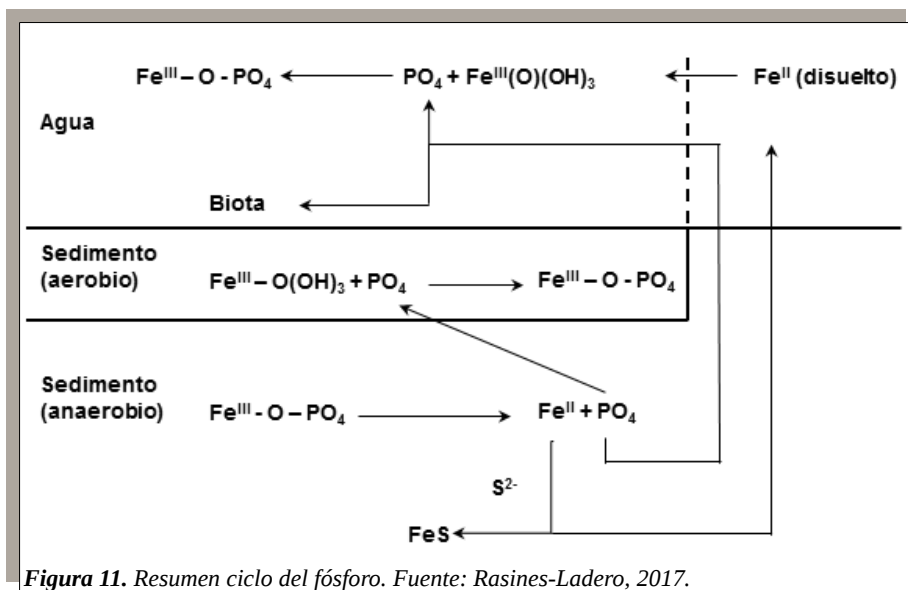 Fe^III – O - PO₄ PO₄ + Fe^III(O)(OH)₃ Fe^II (disuelto)
Agua
Biota
Sedimento
(aerobio) Fe^III – O(OH)₃ + PO₄ Fe^III – O - PO₄
Sedimento
(anaerobio) Fe^III - O – PO₄ Fe^II + PO₄
S^2-
FeS
Figura 11. Resumen ciclo del fósforo. Fuente: Rasines-Ladero, 2017.